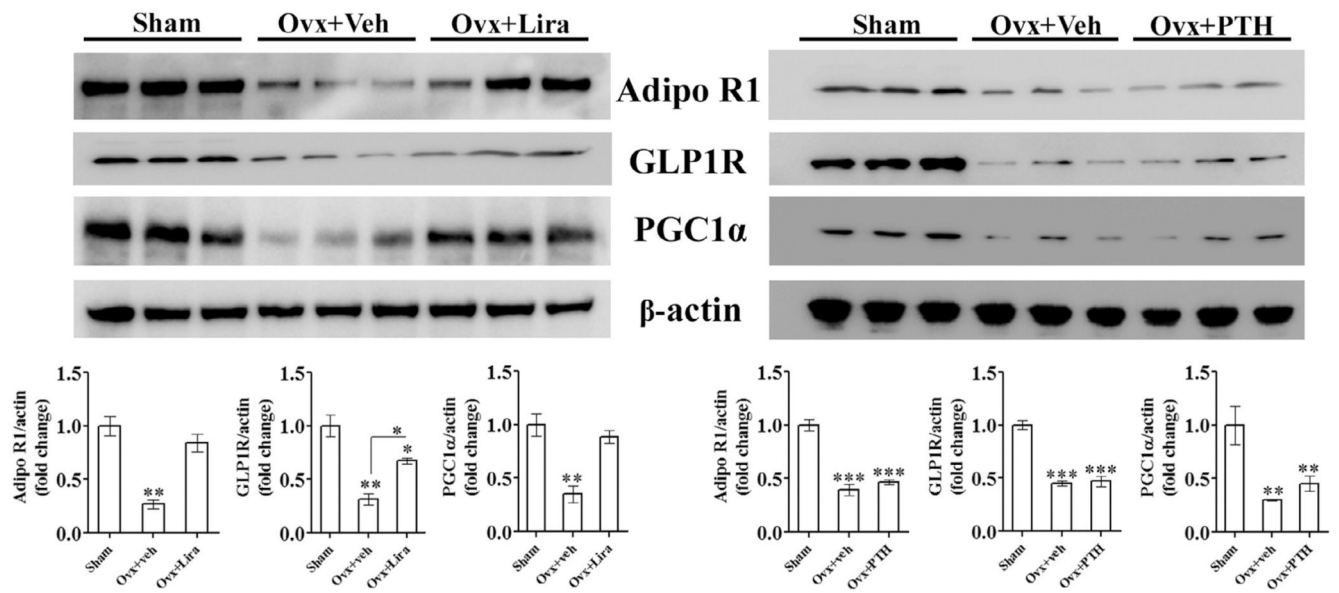 Sham Ovx+Veh Ovx+Lira
Sham Ovx+Veh Ovx+PTH
Adipo R1
GLP1R
PGC1α
β-actin
Adipo R1/actin
(fold change)
1.5
1.0
0.5
0.0
**
Sham
Ovx+veh
Ovx+Lira
GLP1R/actin
(fold change)
1.5
1.0
0.5
0.0
**
*
*
Sham
Ovx+veh
Ovx+Lira
PGC1α/actin
(fold change)
1.5
1.0
0.5
0.0
**
Sham
Ovx+veh
Ovx+Lira
Adipo R1/actin
(fold change)
1.5
1.0
0.5
0.0
***
***
Sham
Ovx+veh
Ovx+PTH
GLP1R/actin
(fold change)
1.5
1.0
0.5
0.0
***
***
Sham
Ovx+veh
Ovx+PTH
PGC1α/actin
(fold change)
1.5
1.0
0.5
0.0
**
**
Sham
Ovx+veh
Ovx+PTH